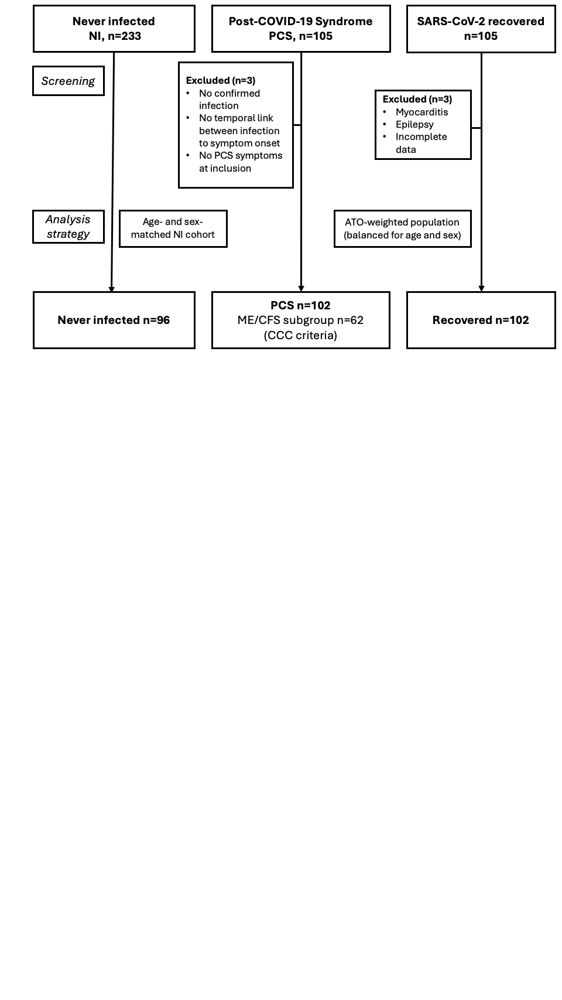 Never infected
NI, n=233
Post-COVID-19 Syndrome
PCS, n=105
SARS-CoV-2 recovered
n=105
Screening
Excluded (n=3)
• No confirmed
infection
• No temporal link
between infection
to symptom onset
• No PCS symptoms
at inclusion
Excluded (n=3)
• Myocarditis
• Epilepsy
• Incomplete
data
Analysis
strategy
Age- and sex-
matched NI cohort
ATO-weighted population
(balanced for age and sex)
Never infected n=96
PCS n=102
ME/CFS subgroup n=62
(CCC criteria)
Recovered n=102